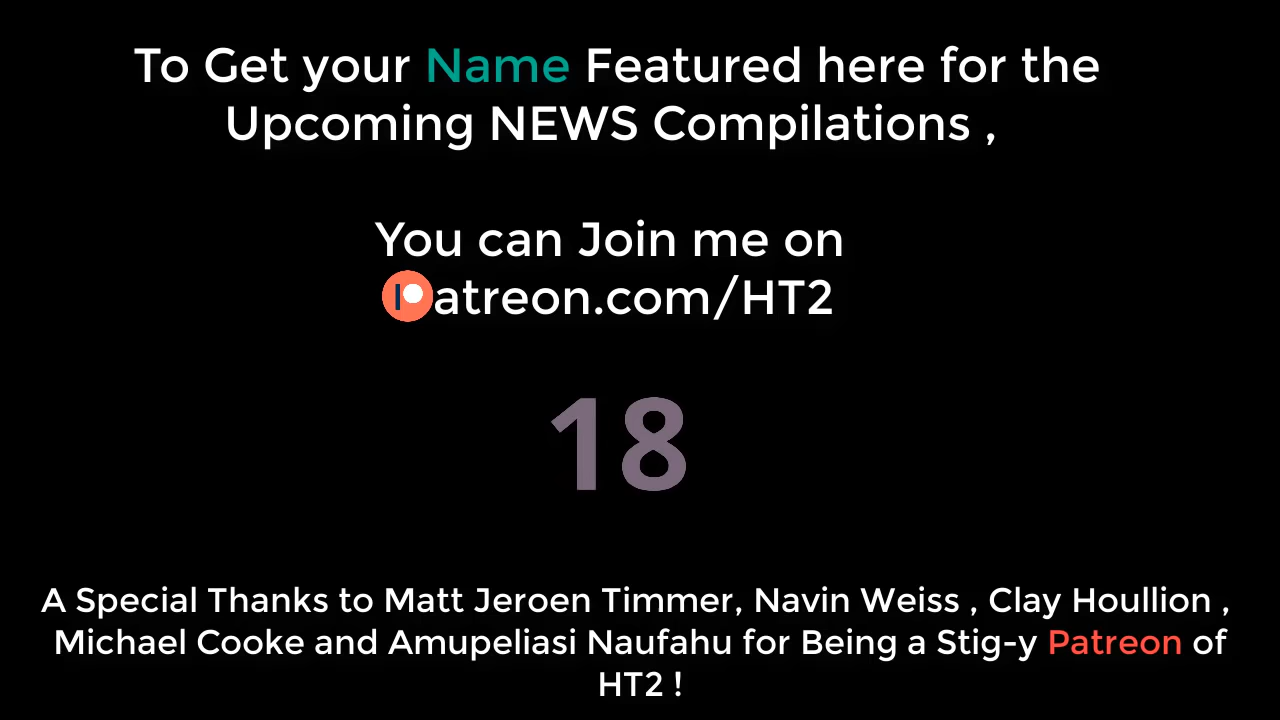 To Get your Name Featured here for the
Upcoming NEWS Compilations ,
You can Join me on
Patreon.com/HT2
18
A Special Thanks to Matt Jeroen Timmer, Navin Weiss , Clay Houllion ,
Michael Cooke and Amupeliasi Naufahu for Being a Stig-y Patreon of
HT2 !